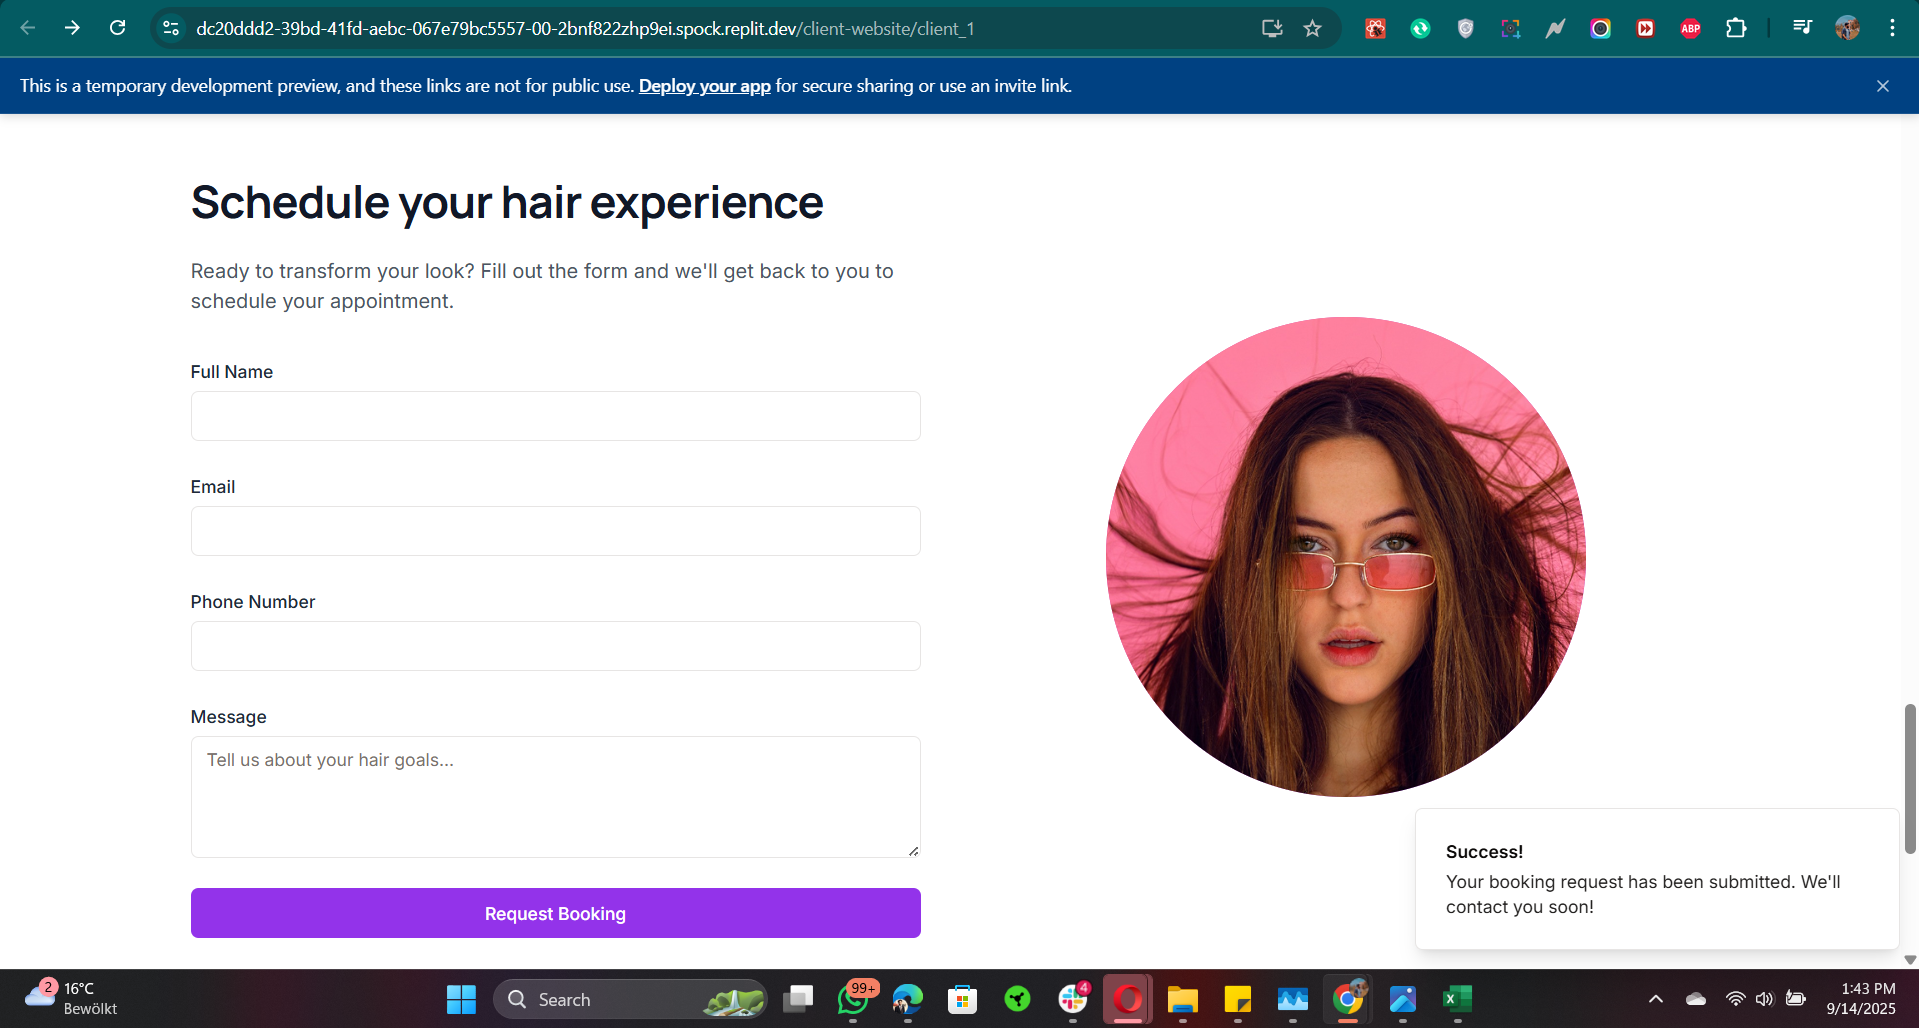 dc20ddd2-39bd-41fd-aebc-067e79bc5557-00-2bnf822zhp9ei.spock.replit.dev/client-website/client_1
ABP
This is a temporary development preview, and these links are not for public use. Deploy your app for secure sharing or use an invite link.
Schedule your hair experience
Ready to transform your look? Fill out the form and we'll get back to you to
schedule your appointment.
Full Name
Email
Phone Number
Message
Tell us about your hair goals...
Request Booking
Success!
Your booking request has been submitted. We'll
contact you soon!
2
16°C
Bewölkt
Search
99+
4
1:43 PM
9/14/2025